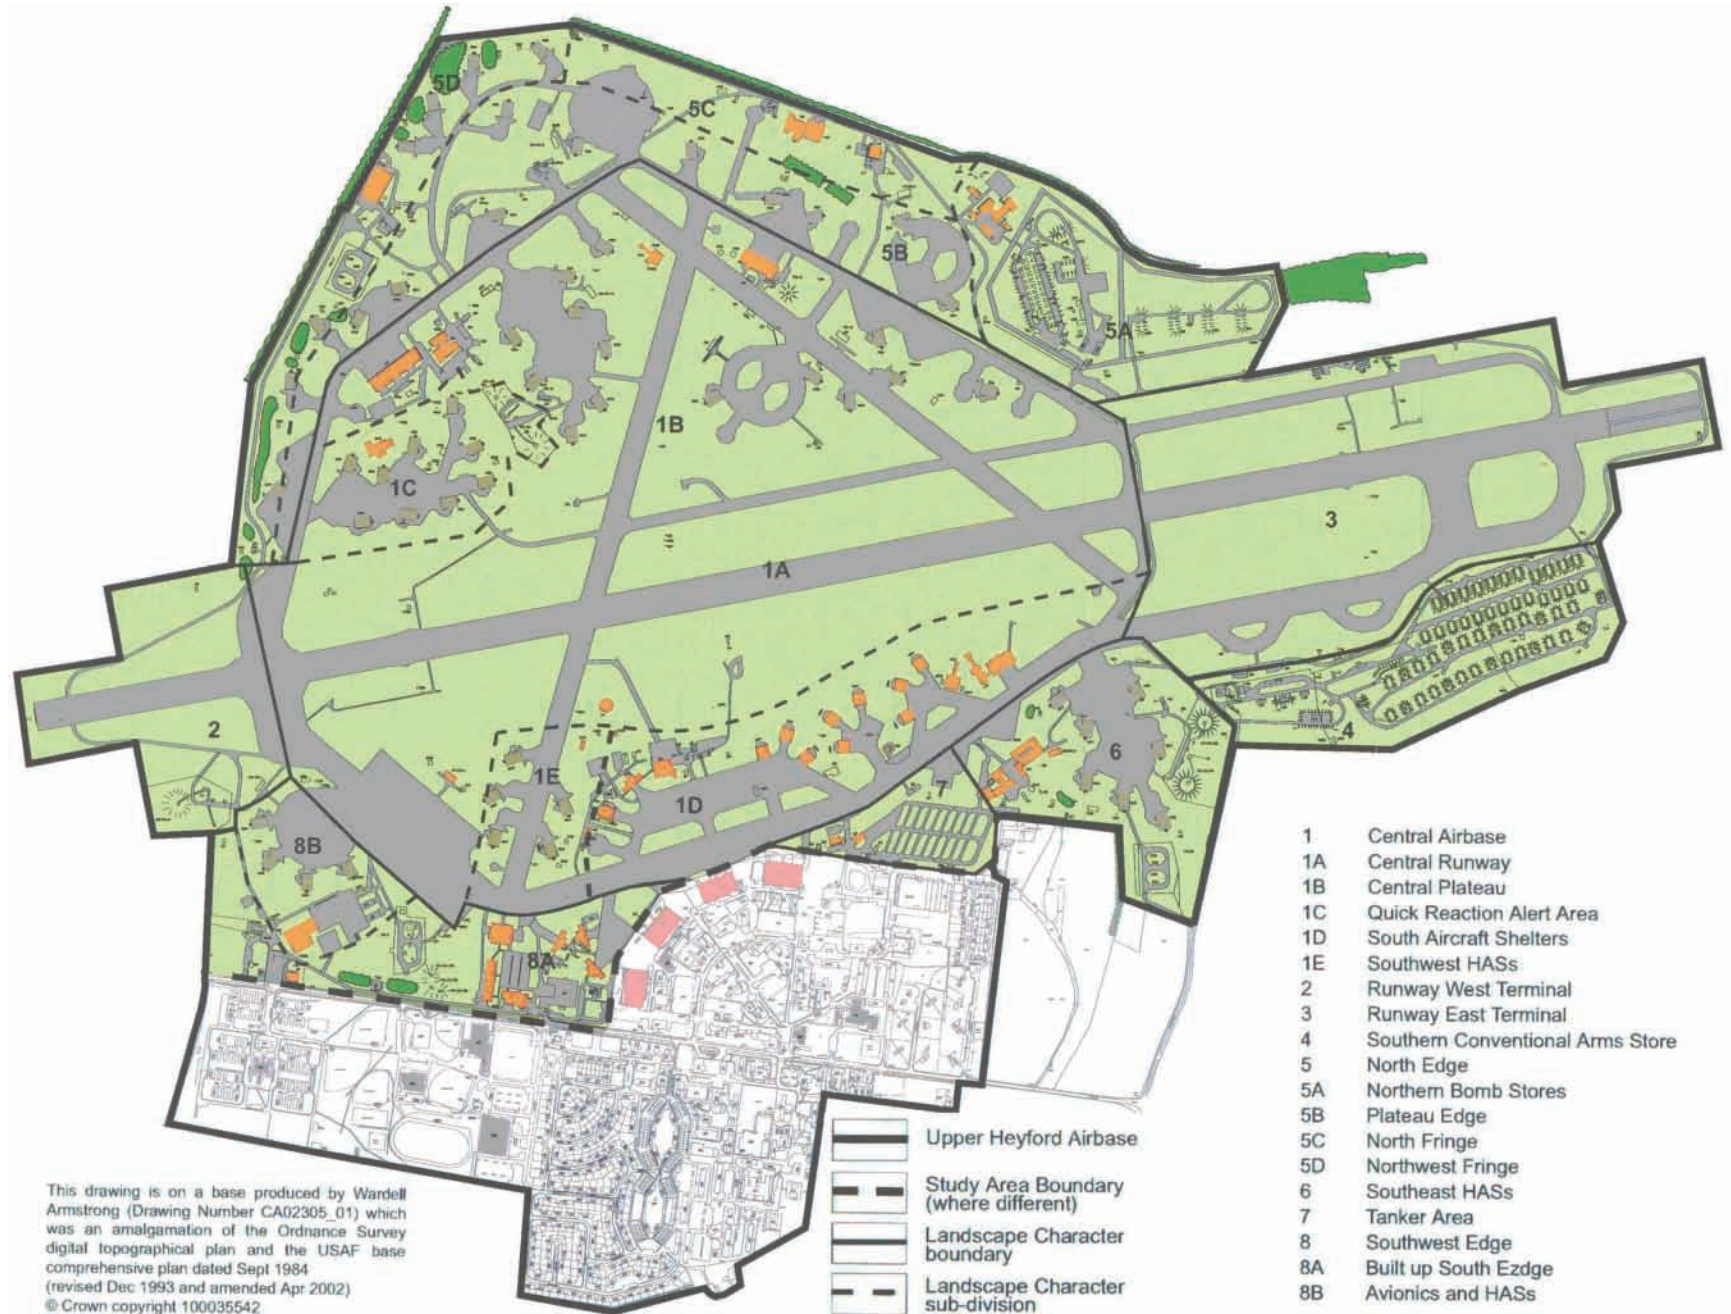 5D
5C
5B
5A
1B
1C
3
1A
2
4
6
1E
7
1D
8B
8A
1 Central Airbase
1A Central Runway
1B Central Plateau
1C Quick Reaction Alert Area
1D South Aircraft Shelters
1E Southwest HASs
2 Runway West Terminal
3 Runway East Terminal
4 Southern Conventional Arms Store
5 North Edge
5A Northern Bomb Stores
5B Plateau Edge
5C North Fringe
5D Northwest Fringe
6 Southeast HASs
7 Tanker Area
8 Southwest Edge
8A Built up South Ezdge
8B Avionics and HASs
Upper Heyford Airbase
Study Area Boundary
(where different)
Landscape Character
boundary
Landscape Character
sub-division
This drawing is on a base produced by Wardell
Armstrong (Drawing Number CA02305_01) which
was an amalgamation of the Ordnance Survey
digital topographical plan and the USAF base
comprehensive plan dated Sept 1984
(revised Dec 1993 and amended Apr 2002)
© Crown copyright 100035542